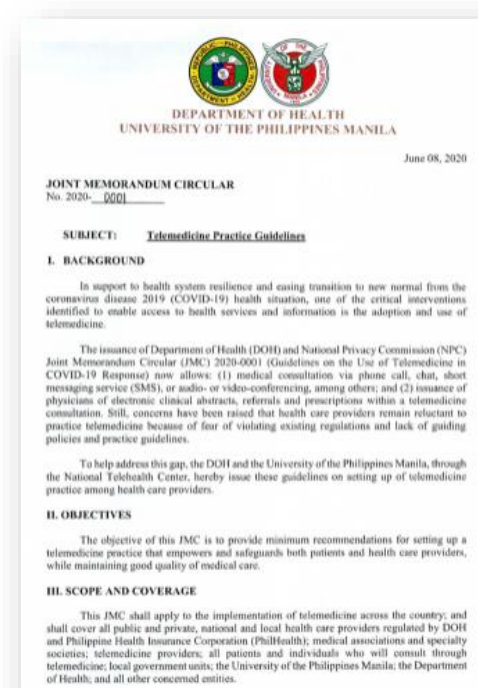 DEPARTMENT OF HEALTH
UNIVERSITY OF THE PHILIPPINES MANILA
June 08, 2020
JOINT MEMORANDUM CIRCULAR
No. 2020- 0001
SUBJECT: Telemedicine Practice Guidelines
I. BACKGROUND
In support to health system resilience and easing transition to new normal from the
coronavirus disease 2019 (COVID-19) health situation, one of the critical interventions
identified to enable access to health services and information is the adoption and use of
telemedicine.
The issuance of Department of Health (DOH) and National Privacy Commission (NPC)
Joint Memorandum Circular (JMC) 2020-0001 (Guidelines on the Use of Telemedicine in
COVID-19 Response) now allows: (1) medical consultation via phone call, chat, short
messaging service (SMS), or audio- or video-conferencing, among others; and (2) issuance of
physicians of electronic clinical abstracts, referrals and prescriptions within a telemedicine
consultation. Still, concerns have been raised that health care providers remain reluctant to
practice telemedicine because of fear of violating existing regulations and lack of guiding
policies and practice guidelines.
To help address this gap, the DOH and the University of the Philippines Manila, through
the National Telehealth Center, hereby issue these guidelines on setting up of telemedicine
practice among health care providers.
II. OBJECTIVES
The objective of this JMC is to provide minimum recommendations for setting up a
telemedicine practice that empowers and safeguards both patients and health care providers,
while maintaining good quality of medical care.
III. SCOPE AND COVERAGE
This JMC shall apply to the implementation of telemedicine across the country; and
shall cover all public and private, national and local health care providers regulated by DOH
and Philippine Health Insurance Corporation (PhilHealth); medical associations and specialty
societies; telemedicine providers; all patients and individuals who will consult through
telemedicine; local government units; the University of the Philippines Manila; the Department
of Health; and all other concerned entities.